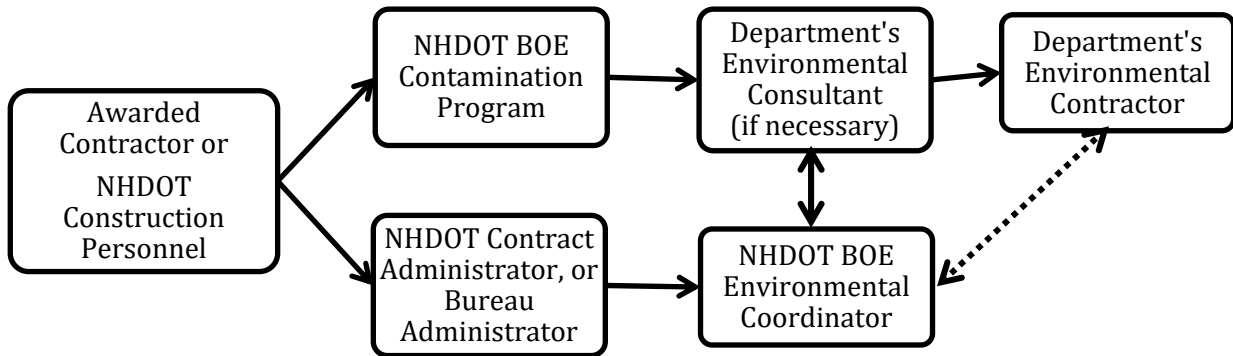 Awarded
Contractor or
NHDOT
Construction
Personnel
NHDOT BOE
Contamination
Program
Department's
Environmental
Consultant
(if necessary)
Department's
Environmental
Contractor
NHDOT Contract
Administrator, or
Bureau
Administrator
NHDOT BOE
Environmental
Coordinator